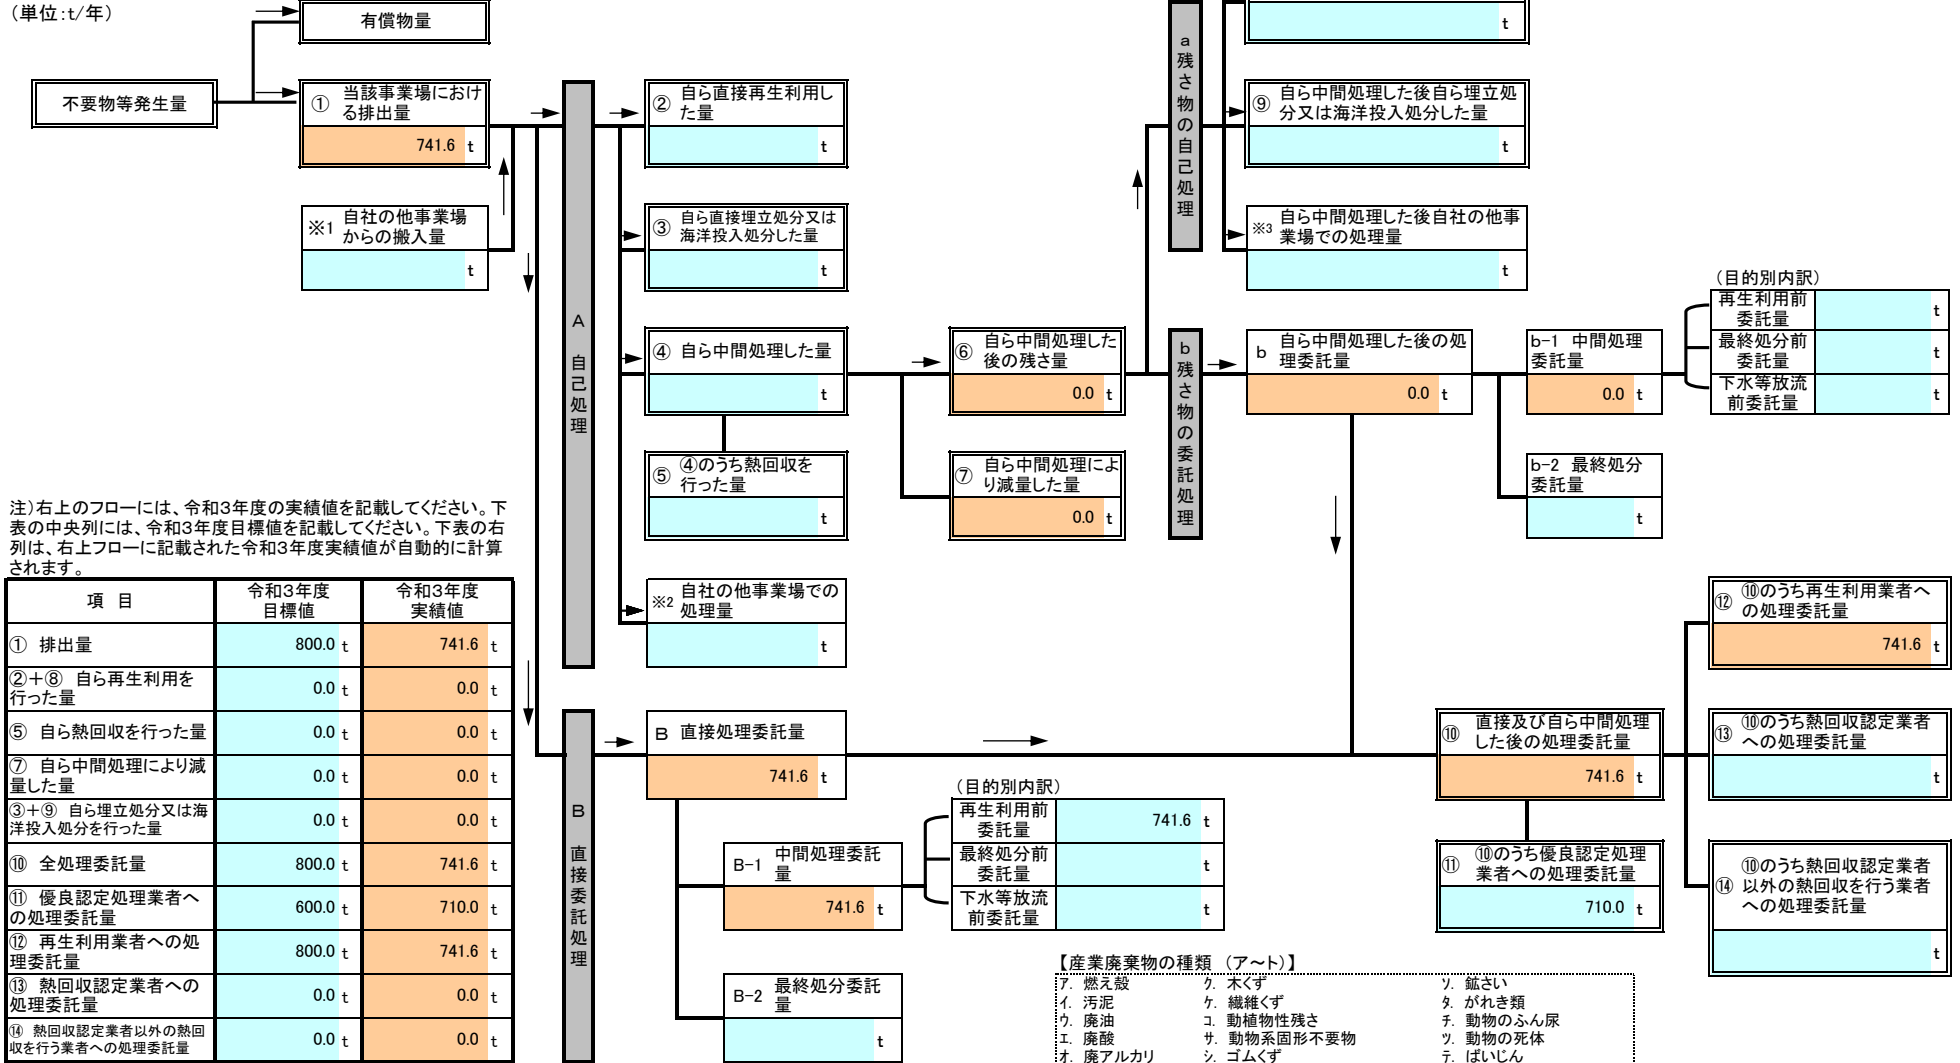 (単位:t/年)
有償物量
不要物等発生量
① 当該事業場におけ
る排出量
741.6 t
※1 自社の他事業場
からの搬入量
t
A 自己処理
② 自ら直接再生利用し
た量
t
③ 自ら直接埋立処分又は
海洋投入処分した量
t
④ 自ら中間処理した量
t
⑤ ④のうち熱回収を
行った量
t
※2 自社の他事業場での
処理量
t
⑥ 自ら中間処理した
後の残さ量
0.0 t
⑦ 自ら中間処理によ
り減量した量
0.0 t
a 残さ物の自己処理
t
⑨ 自ら中間処理した後自ら埋立処
分又は海洋投入処分した量
t
※3 自ら中間処理した後自社の他事
業場での処理量
t
b 残さ物の委託処理
b 自ら中間処理した後の処
理委託量
0.0 t
b-1 中間処理
委託量
0.0 t
b-2 最終処分
委託量
t
(目的別内訳)
再生利用前
委託量
t
最終処分前
委託量
t
下水等放流
前委託量
t
注)右上のフローには、令和3年度の実績値を記載してください。下
表の中央列には、令和3年度目標値を記載してください。下表の右
列は、右上フローに記載された令和3年度実績値が自動的に計算
されます。
項 目 令和3年度
目標値 令和3年度
実績値
① 排出量 800.0 t 741.6 t
②+⑧ 自ら再生利用を
行った量 0.0 t 0.0 t
⑤ 自ら熱回収を行った量 0.0 t 0.0 t
⑦ 自ら中間処理により減
量した量 0.0 t 0.0 t
③+⑨ 自ら埋立処分又は海
洋投入処分を行った量 0.0 t 0.0 t
⑩ 全処理委託量 800.0 t 741.6 t
⑪ 優良認定処理業者へ
の処理委託量 600.0 t 710.0 t
⑫ 再生利用業者への処
理委託量 800.0 t 741.6 t
⑬ 熱回収認定業者への
処理委託量 0.0 t 0.0 t
⑭ 熱回収認定業者以外の熱回
収を行う業者への処理委託量 0.0 t 0.0 t
B 直接委託処理
B 直接処理委託量
741.6 t
B-1 中間処理委託
量
741.6 t
B-2 最終処分委託
量
t
(目的別内訳)
再生利用前
委託量
741.6 t
最終処分前
委託量
t
下水等放流
前委託量
t
⑩ 直接及び自ら中間処理
した後の処理委託量
741.6 t
⑪ ⑩のうち優良認定処理
業者への処理委託量
710.0 t
⑫ ⑩のうち再生利用業者へ
の処理委託量
741.6 t
⑬ ⑩のうち熱回収認定業者
への処理委託量
t
⑭ ⑩のうち熱回収認定業者
以外の熱回収を行う業者
への処理委託量
t
【産業廃棄物の種類 (ア~ト)】
ア. 燃え殻 ク. 木くず ソ. 鉱さい
イ. 汚泥 ケ. 繊維くず タ. がれき類
ウ. 廃油 コ. 動植物性残さ チ. 動物のふん尿
エ. 廃酸 サ. 動物系固形不要物 ツ. 動物の死体
オ. 廃アルカリ シ. ゴムくず テ. ばいじん